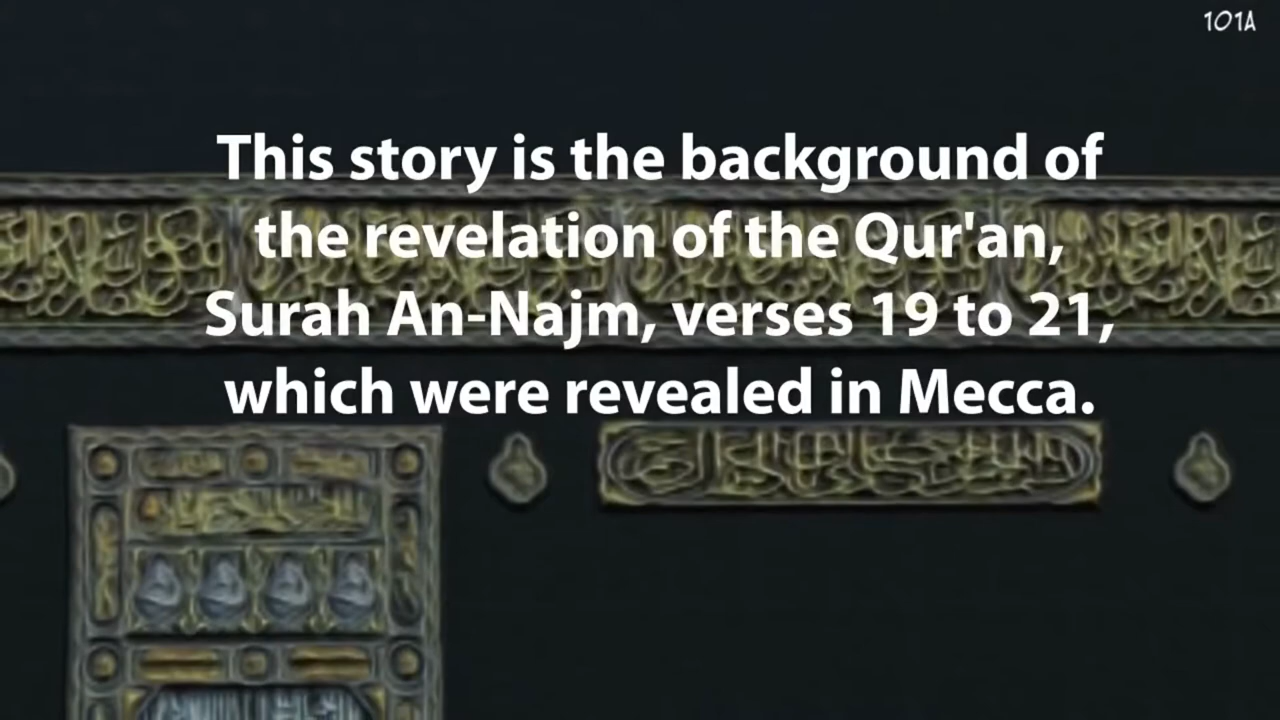 101A
This story is the background of
the revelation of the Qur'an,
Surah An-Najm, verses 19 to 21,
which were revealed in Mecca.